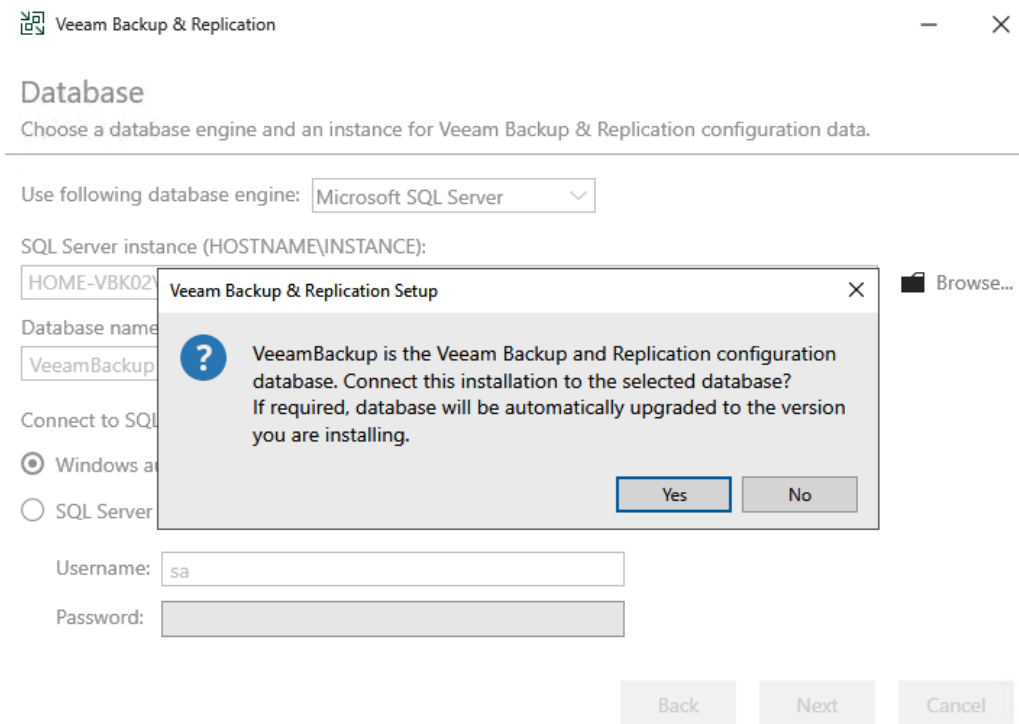 Veeam Backup & Replication
Database
Choose a database engine and an instance for Veeam Backup & Replication configuration data.
Use following database engine: Microsoft SQL Server
SQL Server instance (HOSTNAME\INSTANCE):
HOME-VBK02\
Browse...
Database name
VeeamBackup
Connect to SQL
Windows au
SQL Server
Username: sa
Password:
Veeam Backup & Replication Setup
?
VeeamBackup is the Veeam Backup and Replication configuration
database. Connect this installation to the selected database?
If required, database will be automatically upgraded to the version
you are installing.
Yes No
Back Next Cancel